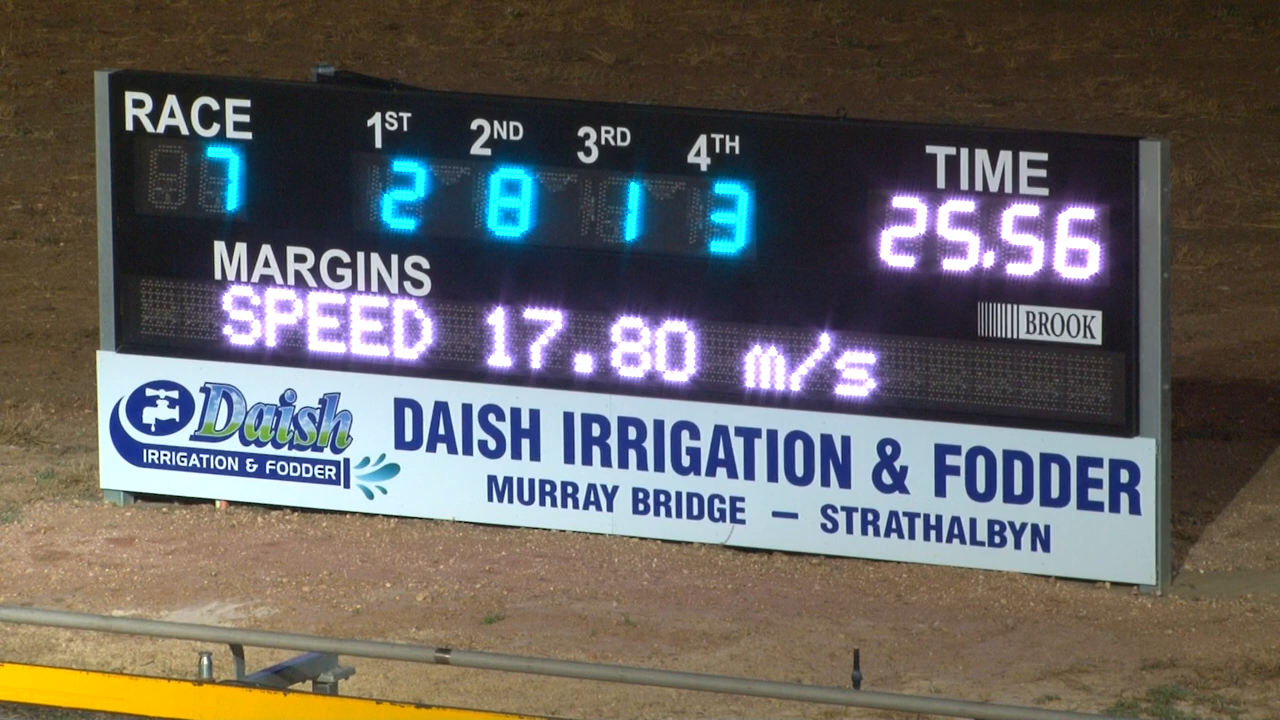 RACE 1ST 2ND 3RD 4TH TIME
7 2 8 1 3 25.56
MARGINS
SPEED 17.80 m/s
BROOK
Daish
IRRIGATION & FODDER
DAISH IRRIGATION & FODDER
MURRAY BRIDGE — STRATHALBYN